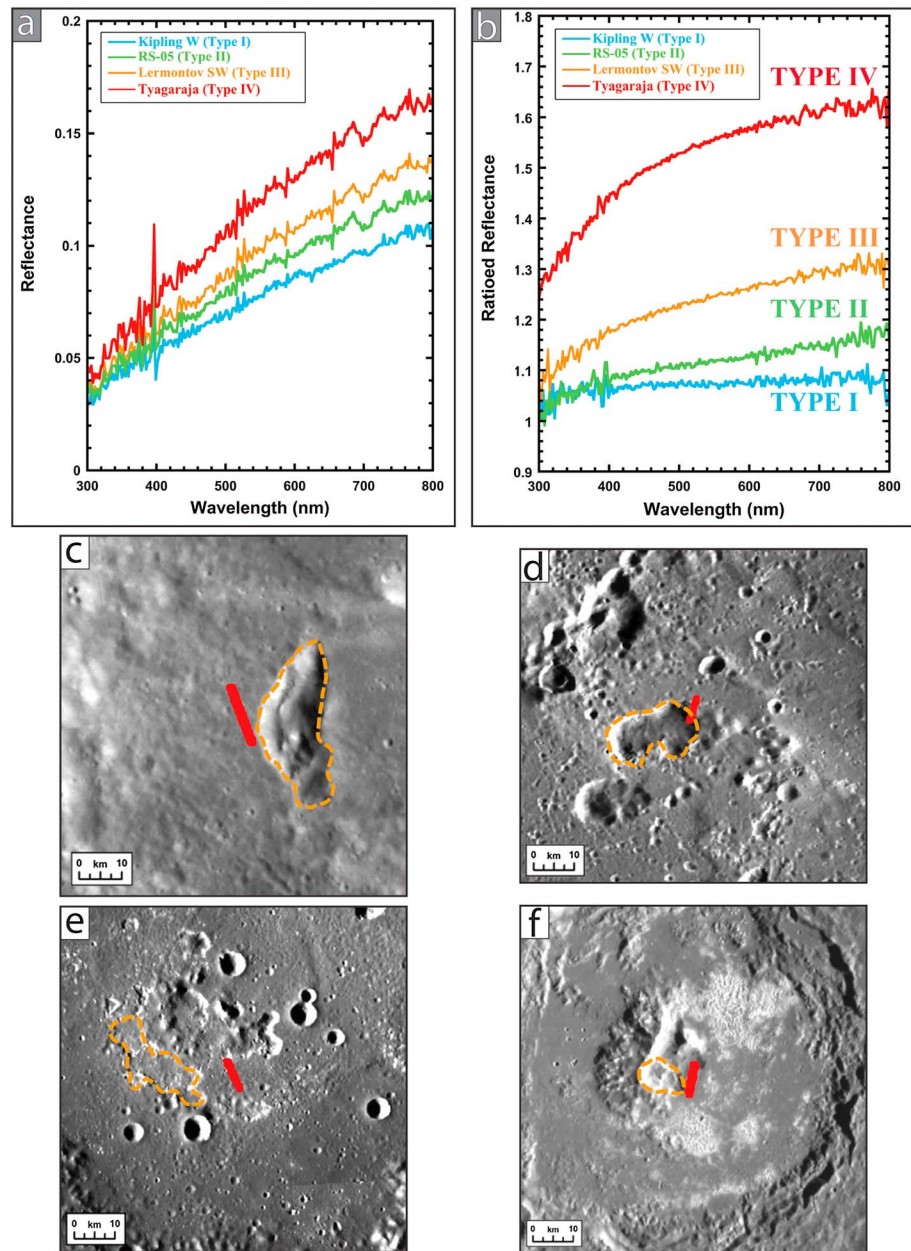 a
Kipling W (Type I)
RS-05 (Type II)
Lermontov SW (Type III)
Tyagaraja (Type IV)
0.2
0.15
0.1
0.05
0
Reflectance
300 400 500 600 700 800
Wavelength (nm)
b
Kipling W (Type I)
RS-05 (Type II)
Lermontov SW (Type III)
Tyagaraja (Type IV)
TYPE IV
TYPE III
TYPE II
TYPE I
1.8
1.7
1.6
1.5
1.4
1.3
1.2
1.1
1
0.9
Ratioed Reflectance
300 400 500 600 700 800
Wavelength (nm)
c
0 km 10
d
0 km 10
e
0 km 10
f
0 km 10